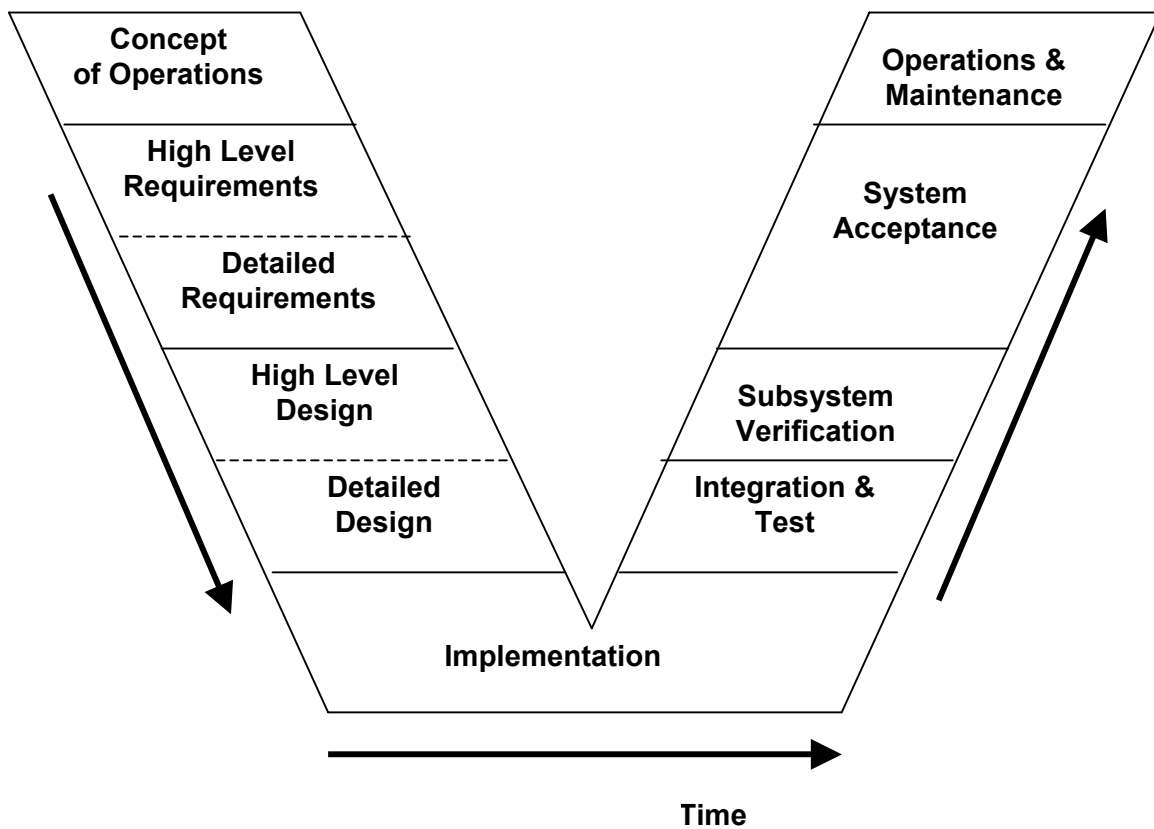 Concept
of Operations
High Level
Requirements
Detailed
Requirements
High Level
Design
Detailed
Design
Implementation
Integration &
Test
Subsystem
Verification
System
Acceptance
Operations &
Maintenance
Time